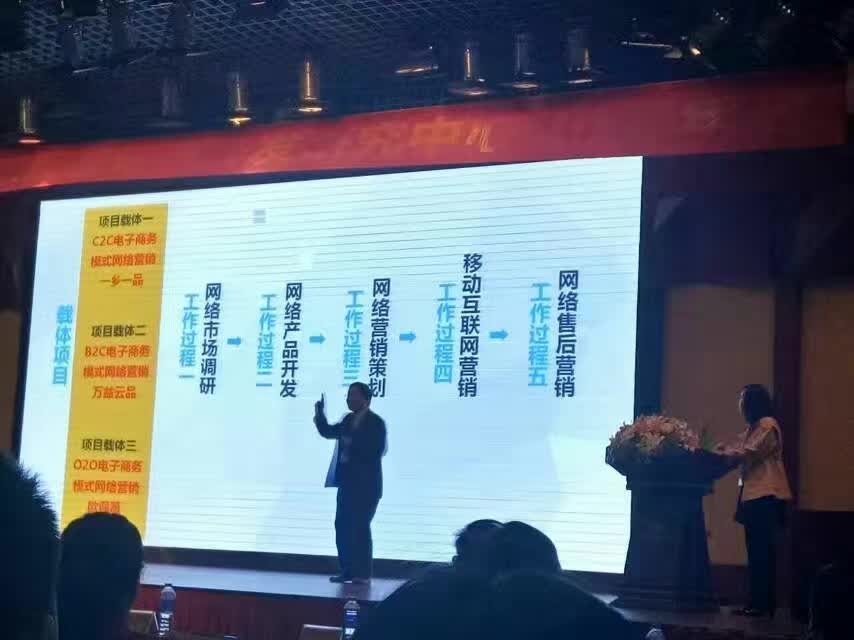 究中心
载体项目
项目载体一
C2C电子商务
模式网络营销
一乡一品
项目载体二
B2C电子商务
模式网络营销
万益云品
项目载体三
O2O电子商务
模式网络营销
工作过程一
网络市场调研
工作过程二
网络产品开发
工作过程三
网络营销策划
工作过程四
移动互联网营销
工作过程五
网络售后营销